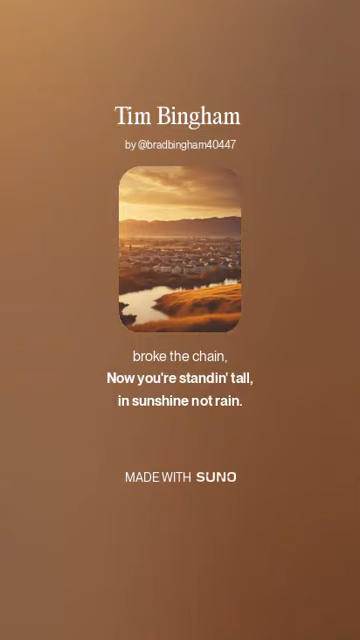 Tim Bingham
by @bradbingham40447
broke the chain,
Now you're standin' tall,
in sunshine not rain.
MADE WITH SUNO